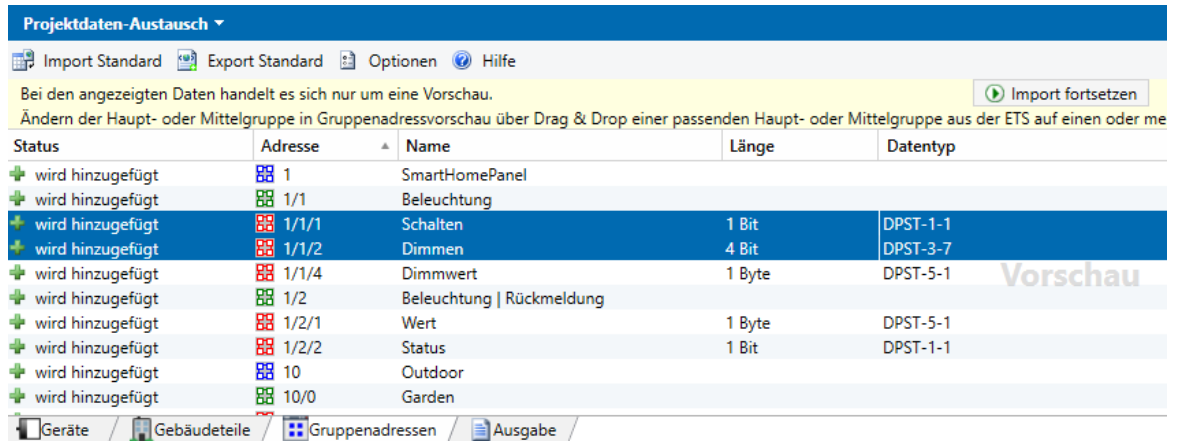 Projektdaten-Austausch
Import Standard Export Standard Optionen Hilfe
Bei den angezeigten Daten handelt es sich nur um eine Vorschau. Import fortsetzen
Ändern der Haupt- oder Mittelgruppe in Gruppenadressvorschau über Drag & Drop einer passenden Haupt- oder Mittelgruppe aus der ETS auf einen oder me
Status Adresse Name Länge Datentyp
wird hinzugefügt 1 SmartHomePanel
wird hinzugefügt 1/1 Beleuchtung
wird hinzugefügt 1/1/1 Schalten 1 Bit DPST-1-1
wird hinzugefügt 1/1/2 Dimmen 4 Bit DPST-3-7
wird hinzugefügt 1/1/4 Dimmwert 1 Byte DPST-5-1
Vorschau
wird hinzugefügt 1/2 Beleuchtung | Rückmeldung
wird hinzugefügt 1/2/1 Wert 1 Byte DPST-5-1
wird hinzugefügt 1/2/2 Status 1 Bit DPST-1-1
wird hinzugefügt 10 Outdoor
wird hinzugefügt 10/0 Garden
Geräte Gebäudeteile Gruppenadressen Ausgabe